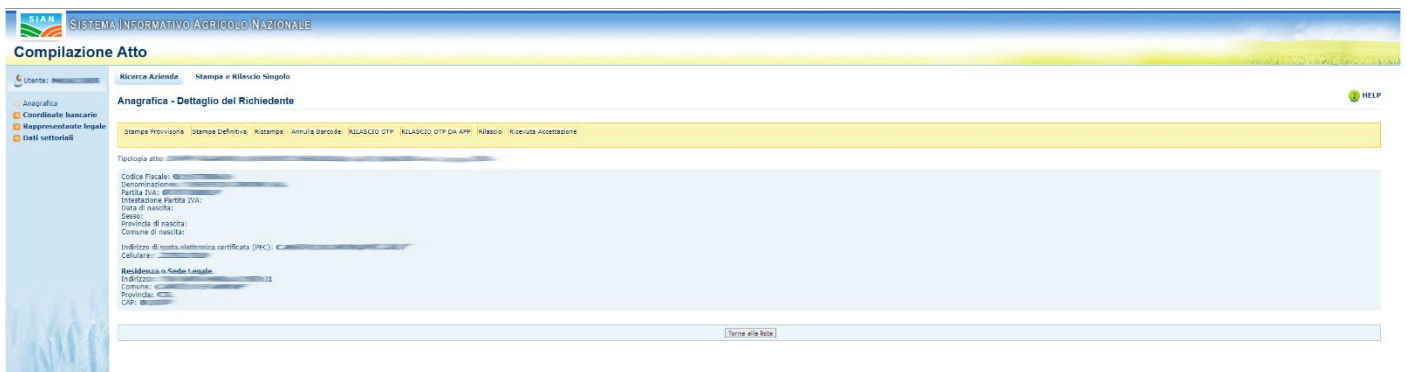 SIAN
SISTEMA INFORMATIVO AGRICOLO NAZIONALE
Compilazione Atto
Utente:
Ricerca Azienda Stampa e Rilascio Singolo
Anagrafica - Dettaglio del Richiedente
HELP
Anagrafica
Coordinate bancarie
Rappresentante legale
Dati settoriali
Stampa Provvisoria Stampa Definitiva Ristampa Annulla Barcode RILASCIO OTP RILASCIO OTP DA APP Rilascio Ricevuta Accettazione
Tipologia atto
Codice Fiscale:
Denominazione
Partita IVA:
Intestazione Partita IVA:
Data di nascita:
Sesso:
Provincia di nascita:
Comune di nascita:
Indirizzo di posta elettronica certificata (PEC):
Cellulare:
Residenza o Sede Legale
Indirizzo
Comune:
Provincia:
CAP:
Torna alla lista